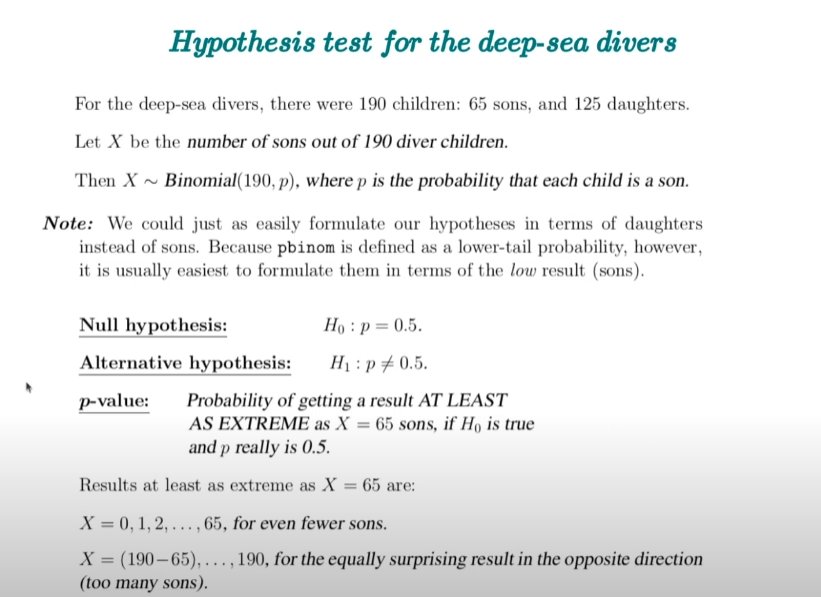 Hypothesis test for the deep-sea divers
For the deep-sea divers, there were 190 children: 65 sons, and 125 daughters.
Let X be the number of sons out of 190 diver children.
Then X ~ Binomial(190, p), where p is the probability that each child is a son.
Note: We could just as easily formulate our hypotheses in terms of daughters
instead of sons. Because pbinom is defined as a lower-tail probability, however,
it is usually easiest to formulate them in terms of the low result (sons).
Null hypothesis: H₀ : p = 0.5.
Alternative hypothesis: H₁ : p ≠ 0.5.
p-value: Probability of getting a result AT LEAST
AS EXTREME as X = 65 sons, if H₀ is true
and p really is 0.5.
Results at least as extreme as X = 65 are:
X = 0, 1, 2, . . . , 65, for even fewer sons.
X = (190−65), . . . , 190, for the equally surprising result in the opposite direction
(too many sons).